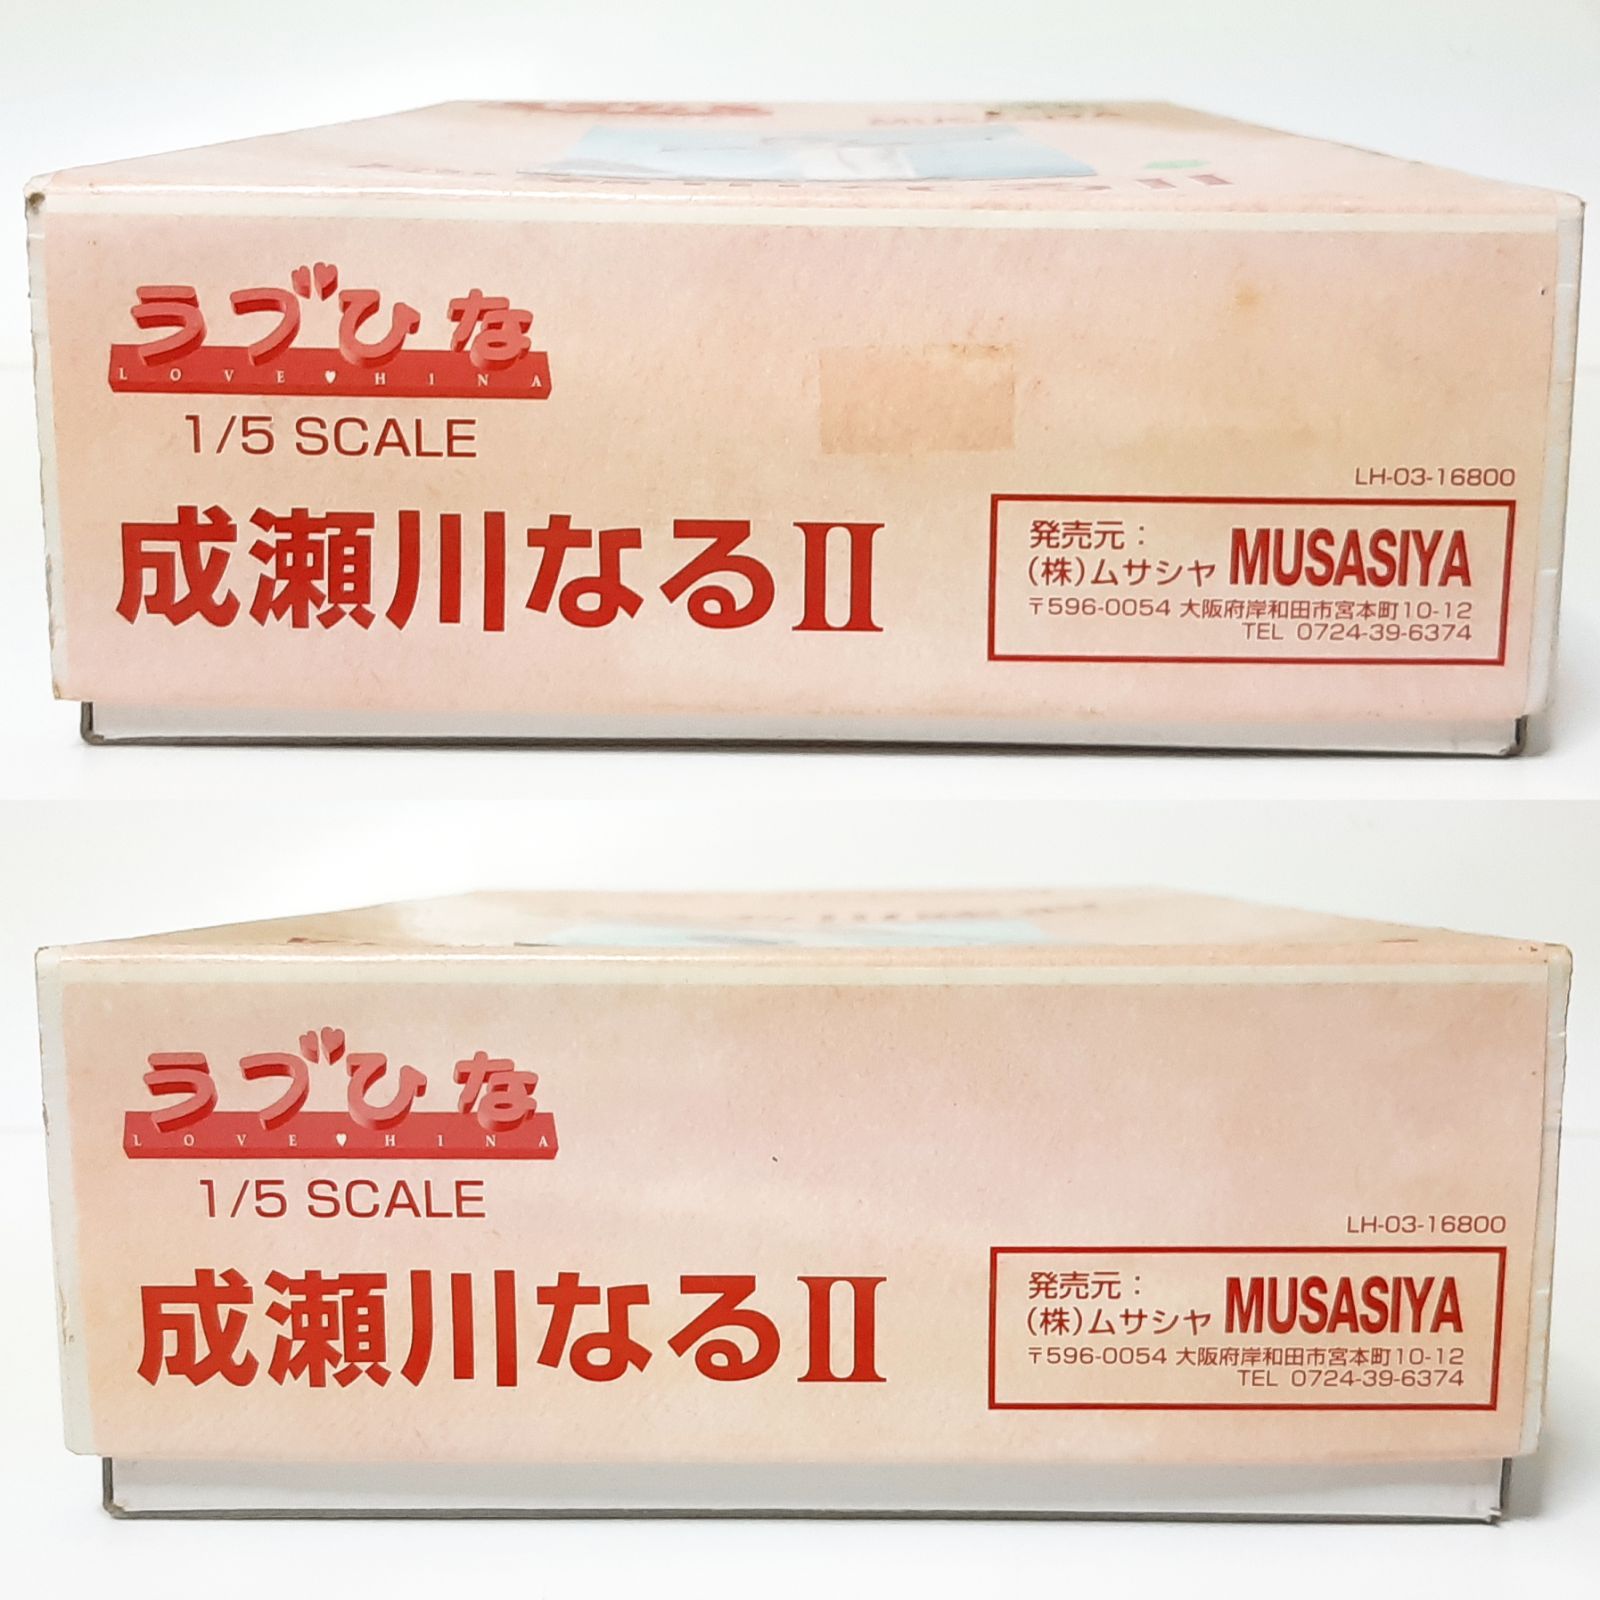 ラブひな
LOVE♥HINA
1/5 SCALE
成瀬川なるII
LH-03-16800
発売元：
(株)ムサシヤ MUSASIYA
〒596-0054 大阪府岸和田市宮本町10-12
TEL 0724-39-6374
ラブひな
LOVE♥HINA
1/5 SCALE
成瀬川なるII
LH-03-16800
発売元：
(株)ムサシヤ MUSASIYA
〒596-0054 大阪府岸和田市宮本町10-12
TEL 0724-39-6374